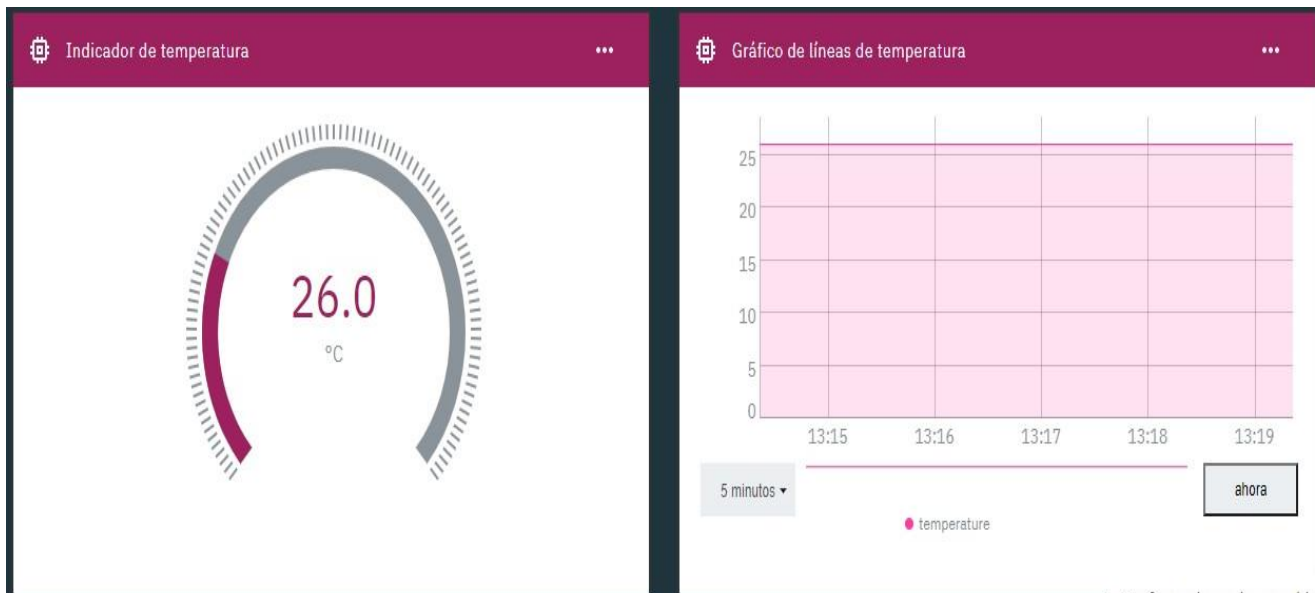 Indicador de temperatura
...
26.0
°C
Gráfico de líneas de temperatura
...
25
20
15
10
5
0
13:15
13:16
13:17
13:18
13:19
5 minutos
ahora
temperature